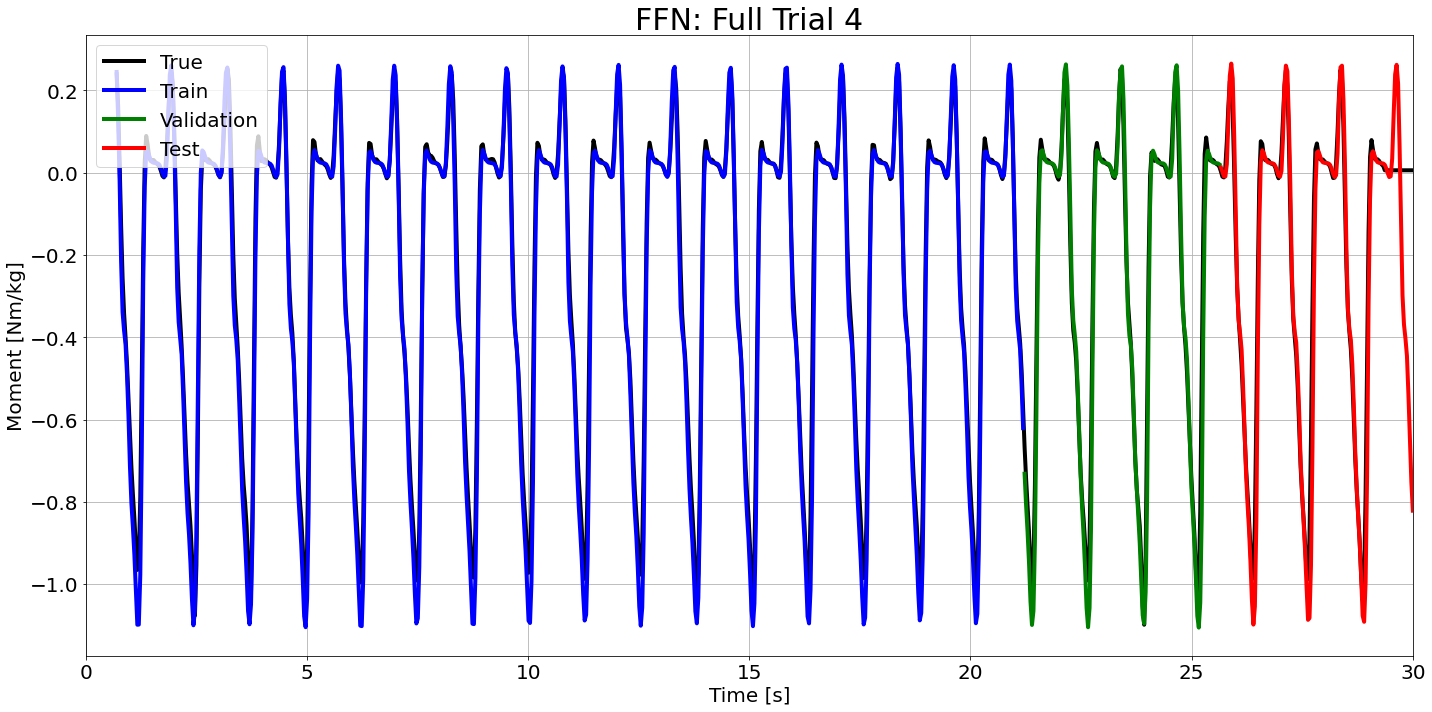 FFN: Full Trial 4
True
Train
Validation
Test
Moment [Nm/kg]
0.2
0.0
−0.2
−0.4
−0.6
−0.8
−1.0
0 5 10 15 20 25 30
Time [s]